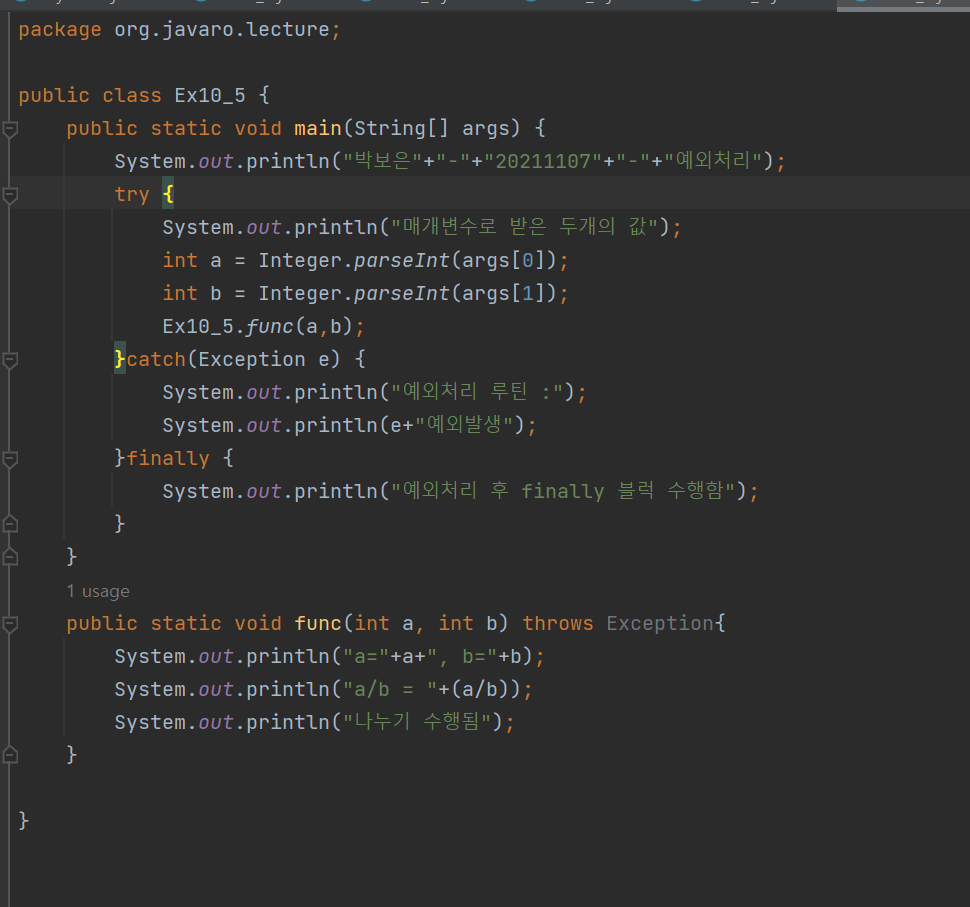 package org.javaro.lecture;
public class Ex10_5 {
public static void main(String[] args) {
System.out.println("박보은"+"-"+"20211107"+"-"+"예외처리");
try {
System.out.println("매개변수로 받은 두개의 값");
int a = Integer.parseInt(args[0]);
int b = Integer.parseInt(args[1]);
Ex10_5.func(a,b);
}catch(Exception e) {
System.out.println("예외처리 루틴 :");
System.out.println(e+"예외발생");
}finally {
System.out.println("예외처리 후 finally 블럭 수행함");
}
}
1 usage
public static void func(int a, int b) throws Exception{
System.out.println("a="+a+", b="+b);
System.out.println("a/b = "+(a/b));
System.out.println("나누기 수행됨");
}
}